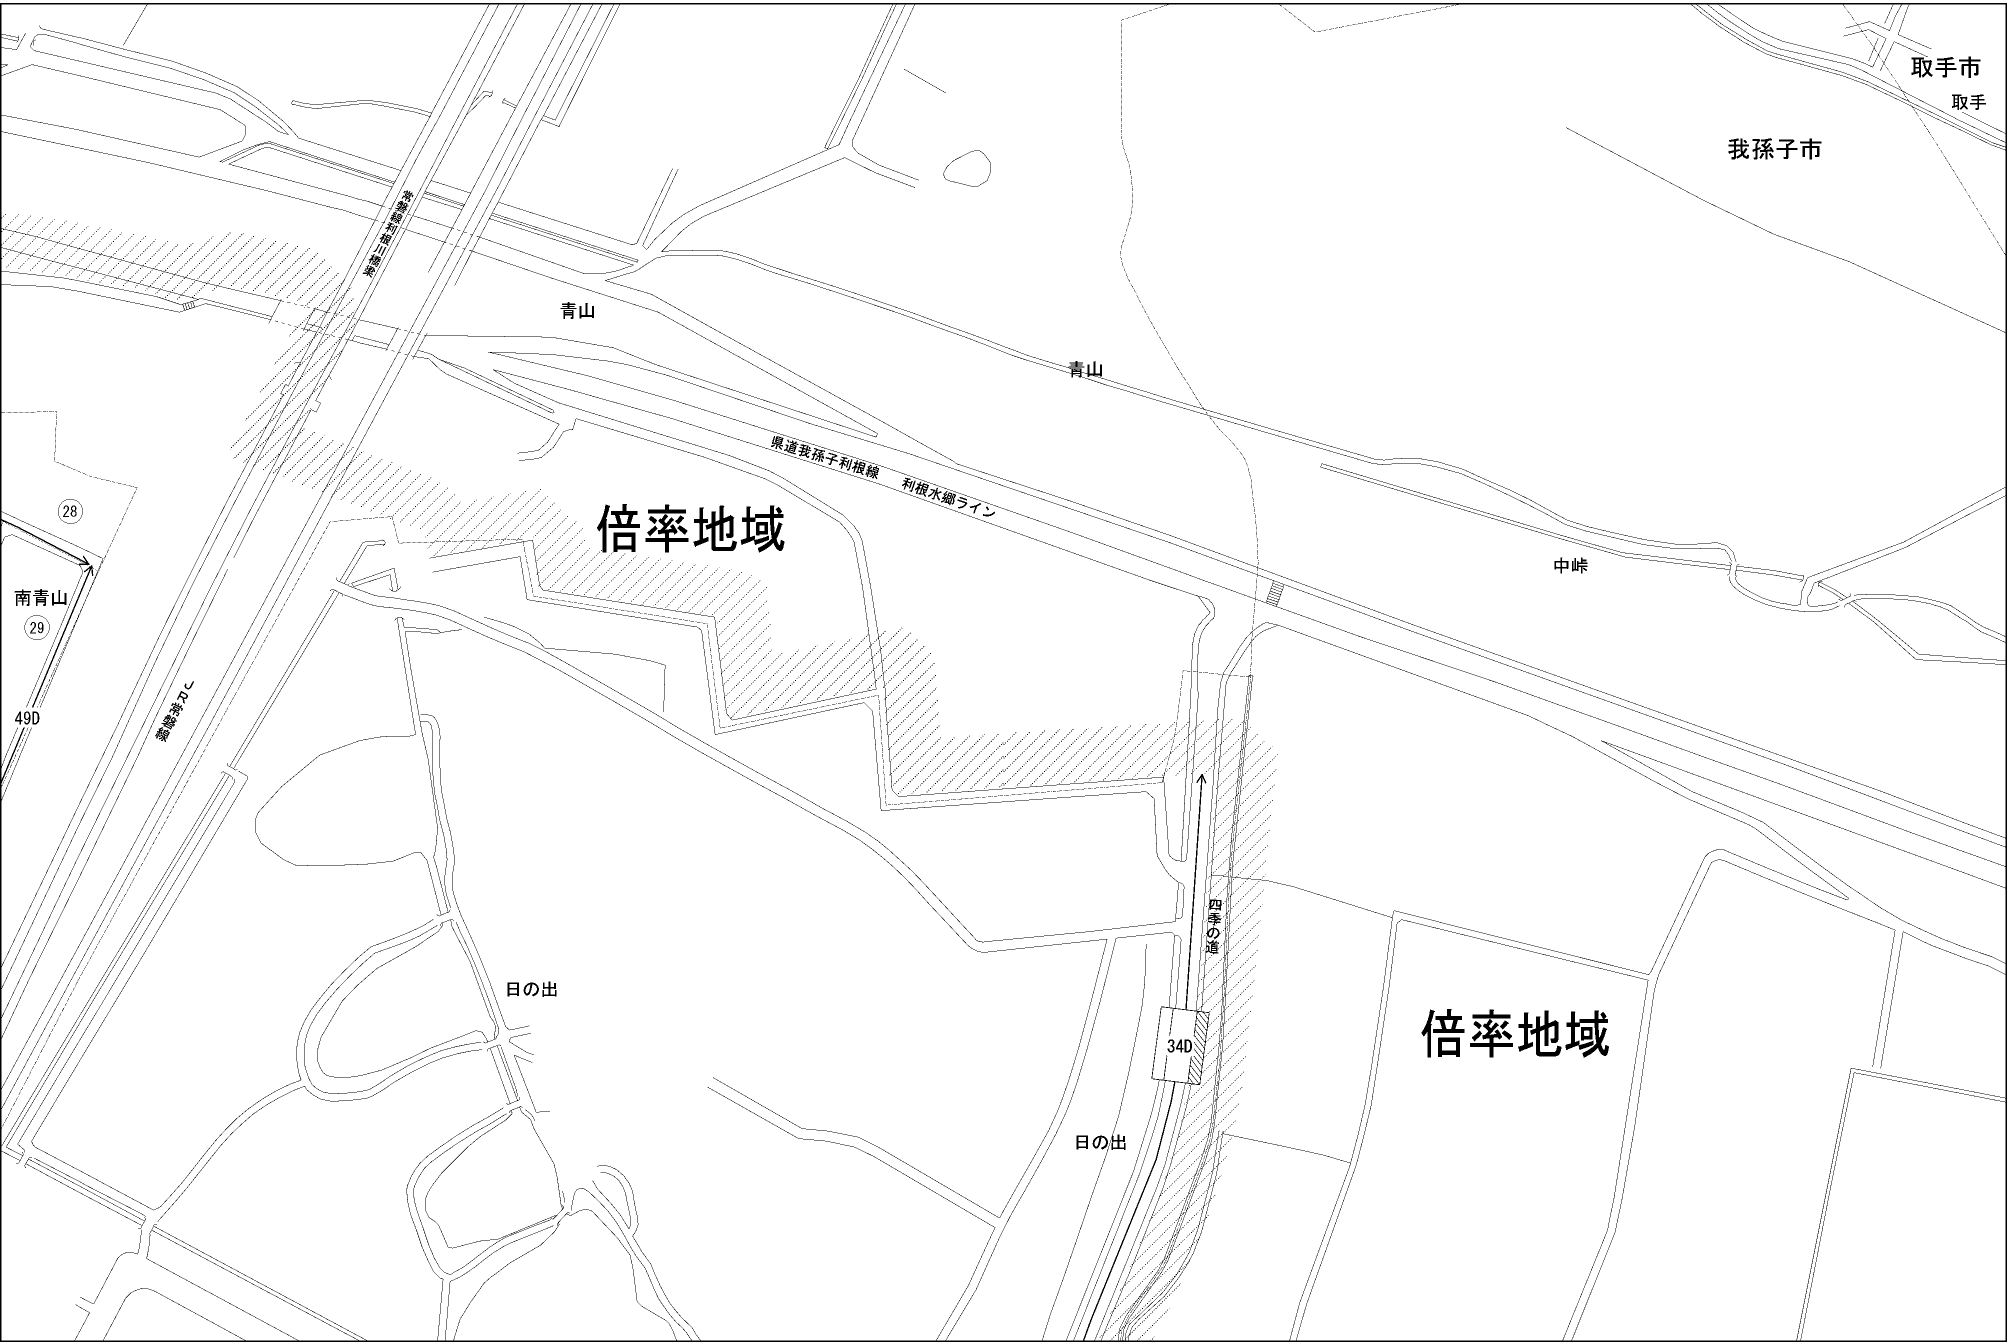 取手市
取手
我孫子市
常磐線利根川橋梁
青山
青山
県道我孫子利根線 利根水郷ライン
28
倍率地域
中峠
南青山
29
JR常磐線
49D
四季の道
日の出
倍率地域
34D
日の出